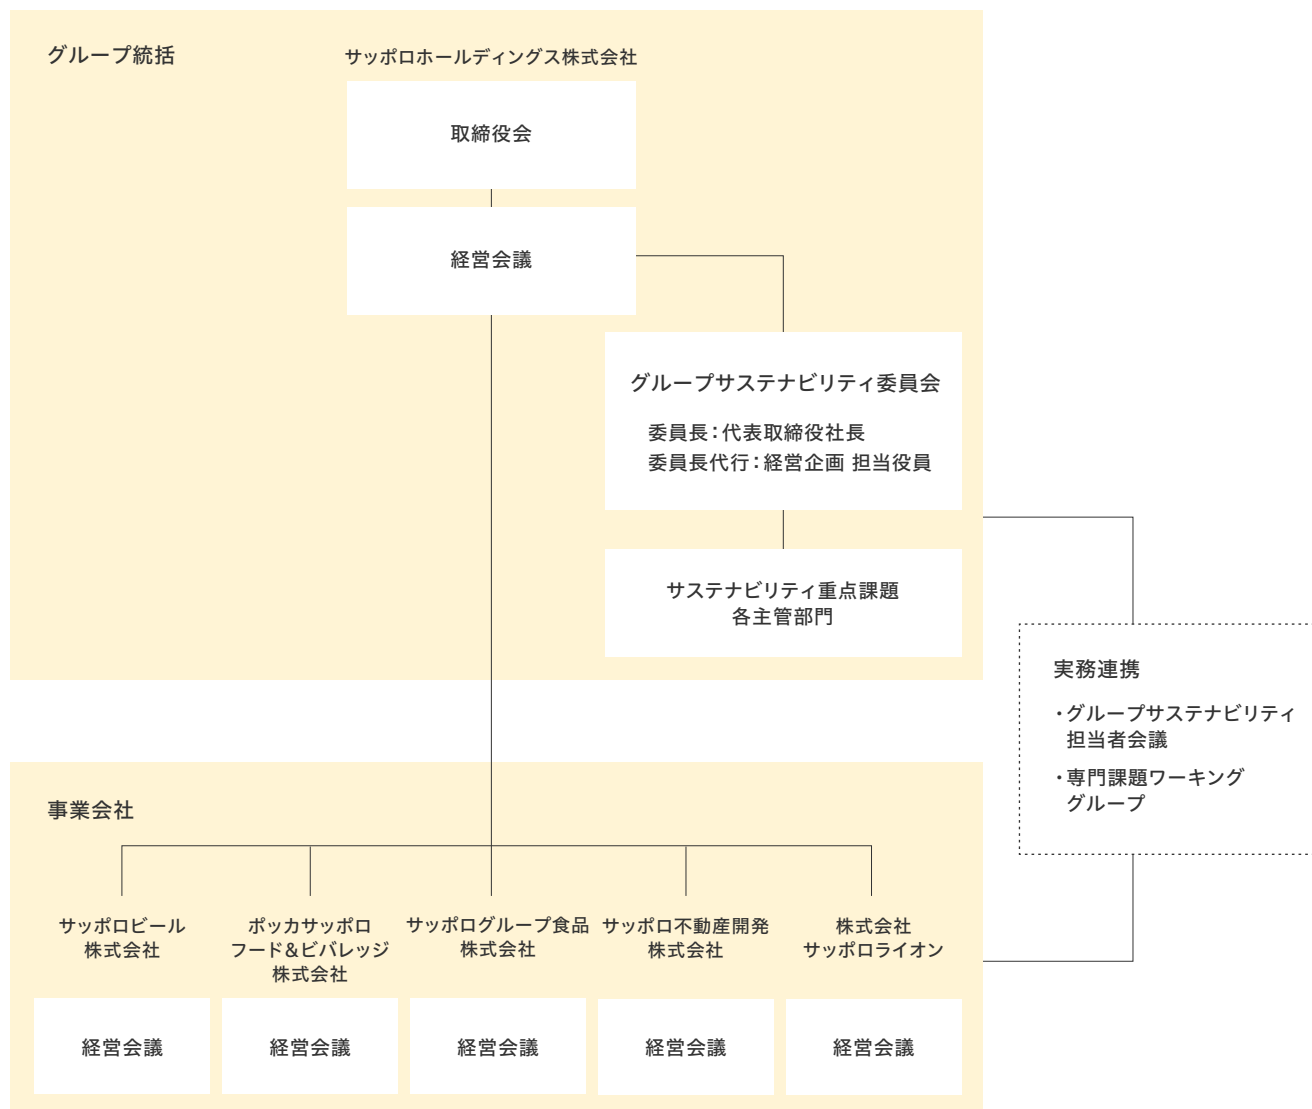 グループ統括
サッポロホールディングス株式会社
取締役会
経営会議
グループサステナビリティ委員会
委員長：代表取締役社長
委員長代行：経営企画 担当役員
サステナビリティ重点課題
各主管部門
実務連携
・グループサステナビリティ
担当者会議
・専門課題ワーキング
グループ
事業会社
サッポロビール
株式会社
ポッカサッポロ
フード＆ビバレッジ
株式会社
サッポログループ食品
株式会社
サッポロ不動産開発
株式会社
株式会社
サッポロライオン
経営会議
経営会議
経営会議
経営会議
経営会議